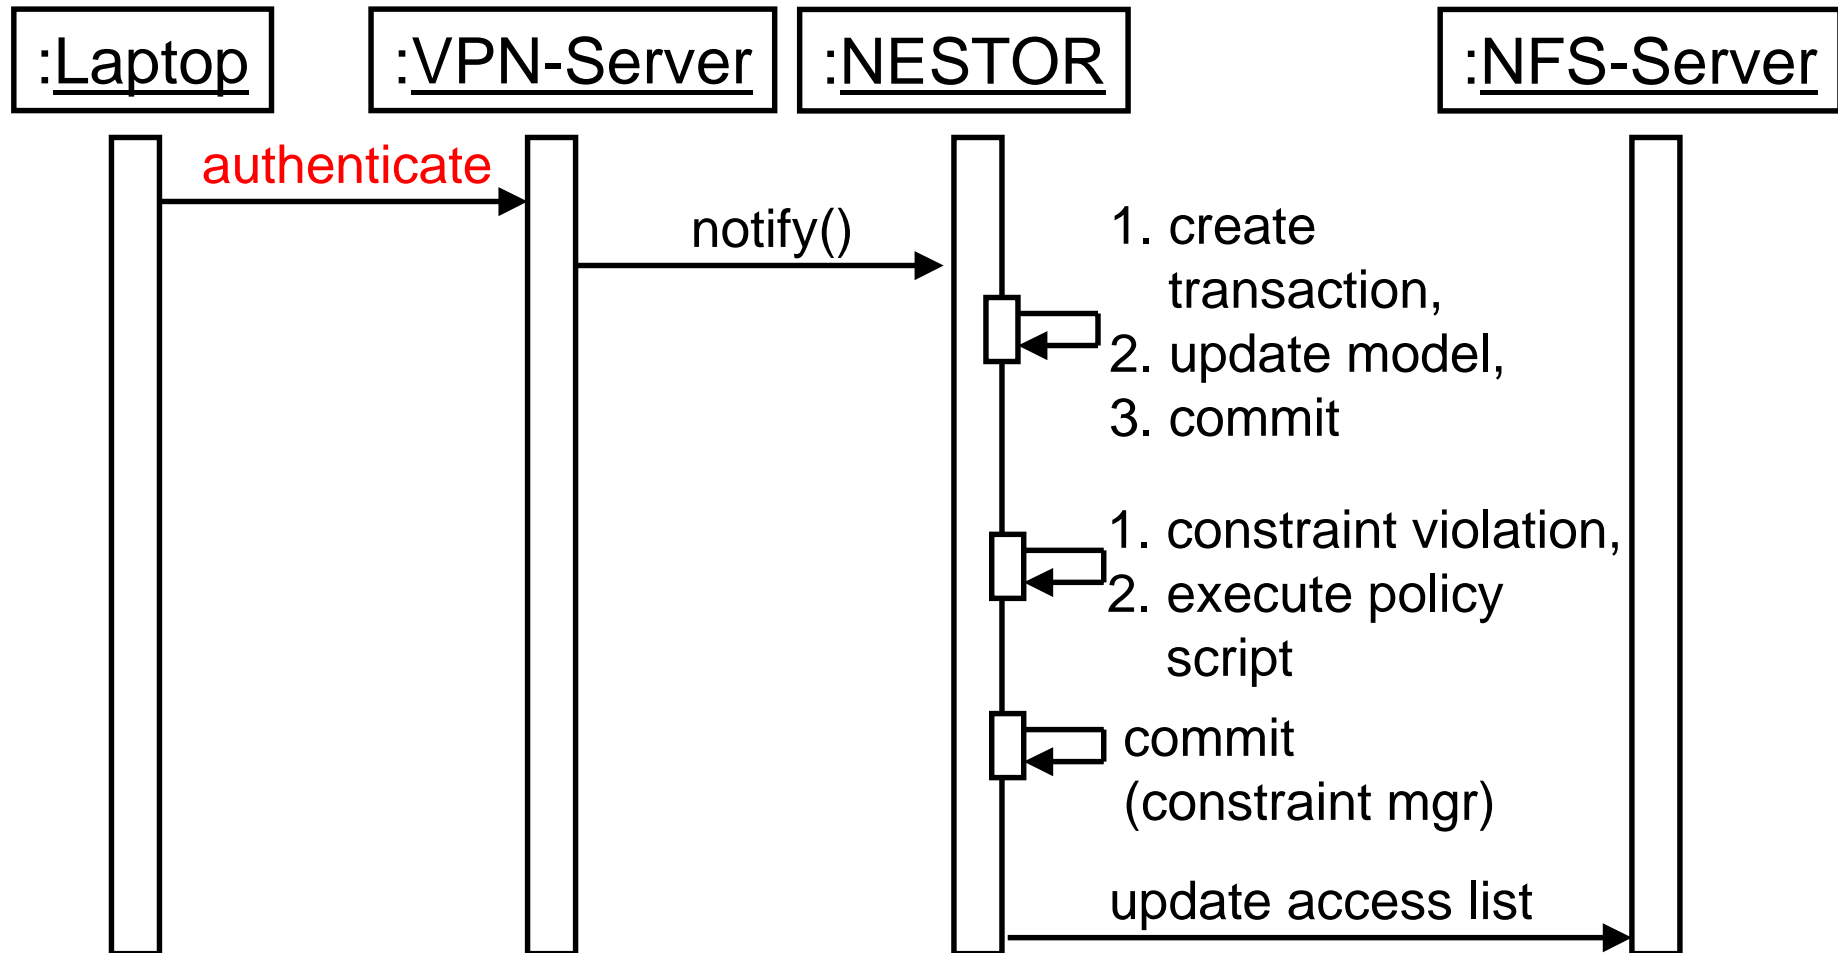 :Laptop
:VPN-Server
:NESTOR
:NFS-Server
authenticate
notify()
1. create
transaction,
2. update model,
3. commit
1. constraint violation,
2. execute policy
script
commit
(constraint mgr)
update access list